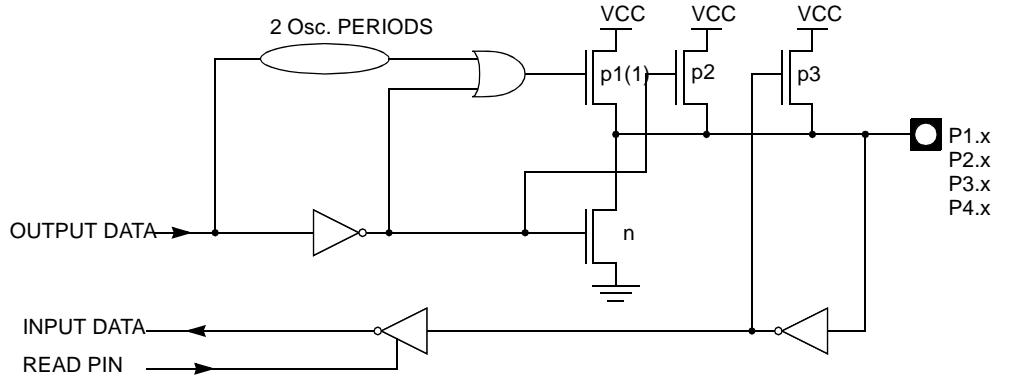 VCC
VCC
VCC
2 Osc. PERIODS
p1(1)
p2
p3
P1.x
P2.x
P3.x
P4.x
OUTPUT DATA
n
INPUT DATA
READ PIN